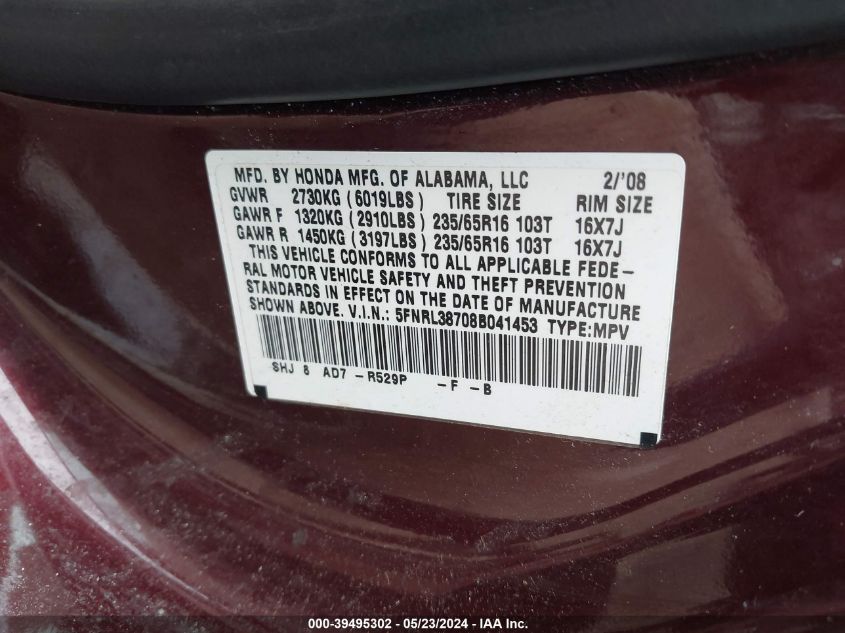 MFD. BY HONDA MFG. OF ALABAMA, LLC 2/'08
GVWR 2730KG (6019LBS) TIRE SIZE RIM SIZE
GAWR F 1320KG (2910LBS) 235/65R16 103T 16X7J
GAWR R 1450KG (3197LBS) 235/65R16 103T 16X7J
THIS VEHICLE CONFORMS TO ALL APPLICABLE FEDE-
RAL MOTOR VEHICLE SAFETY AND THEFT PREVENTION
STANDARDS IN EFFECT ON THE DATE OF MANUFACTURE
SHOWN ABOVE. V.I.N.: 5FNRL38708B041453 TYPE:MPV
SHJ 8 AD7 -R529P -F -B
000-39495302 - 05/23/2024 - IAA Inc.